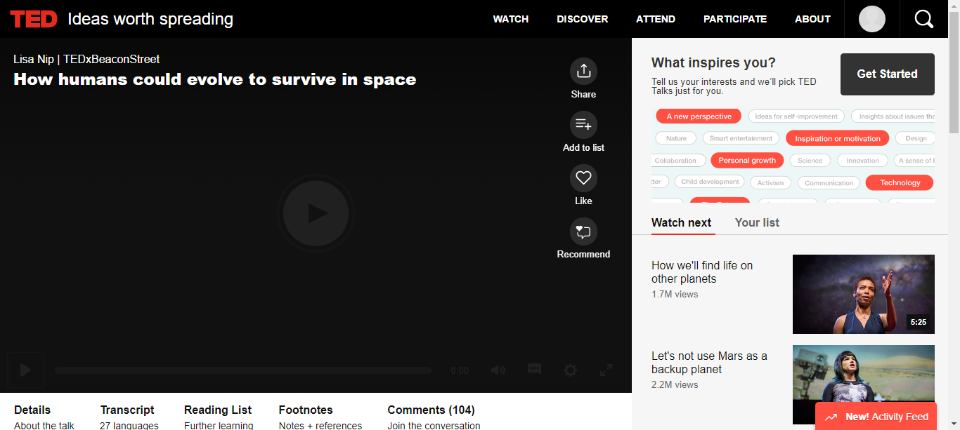 TED Ideas worth spreading
WATCH DISCOVER ATTEND PARTICIPATE ABOUT
Lisa Nip | TEDxBeaconStreet
How humans could evolve to survive in space
Share
Add to list
Like
Recommend
0:00
Details
About the talk
Transcript
27 languages
Reading List
Further learning
Footnotes
Notes + references
Comments (104)
Join the conversation
What inspires you?
Tell us your interests and we'll pick TED
Talks just for you.
Get Started
A new perspective Ideas for self-improvement Insights about issues tha
Nature Smart entertainment Inspiration or motivation Design
Collaboration Personal growth Science Innovation A sense of
Child development Activism Communication Technology
Watch next Your list
How we'll find life on
other planets
1.7M views
5:25
Let's not use Mars as a
backup planet
2.2M views
New! Activity Feed